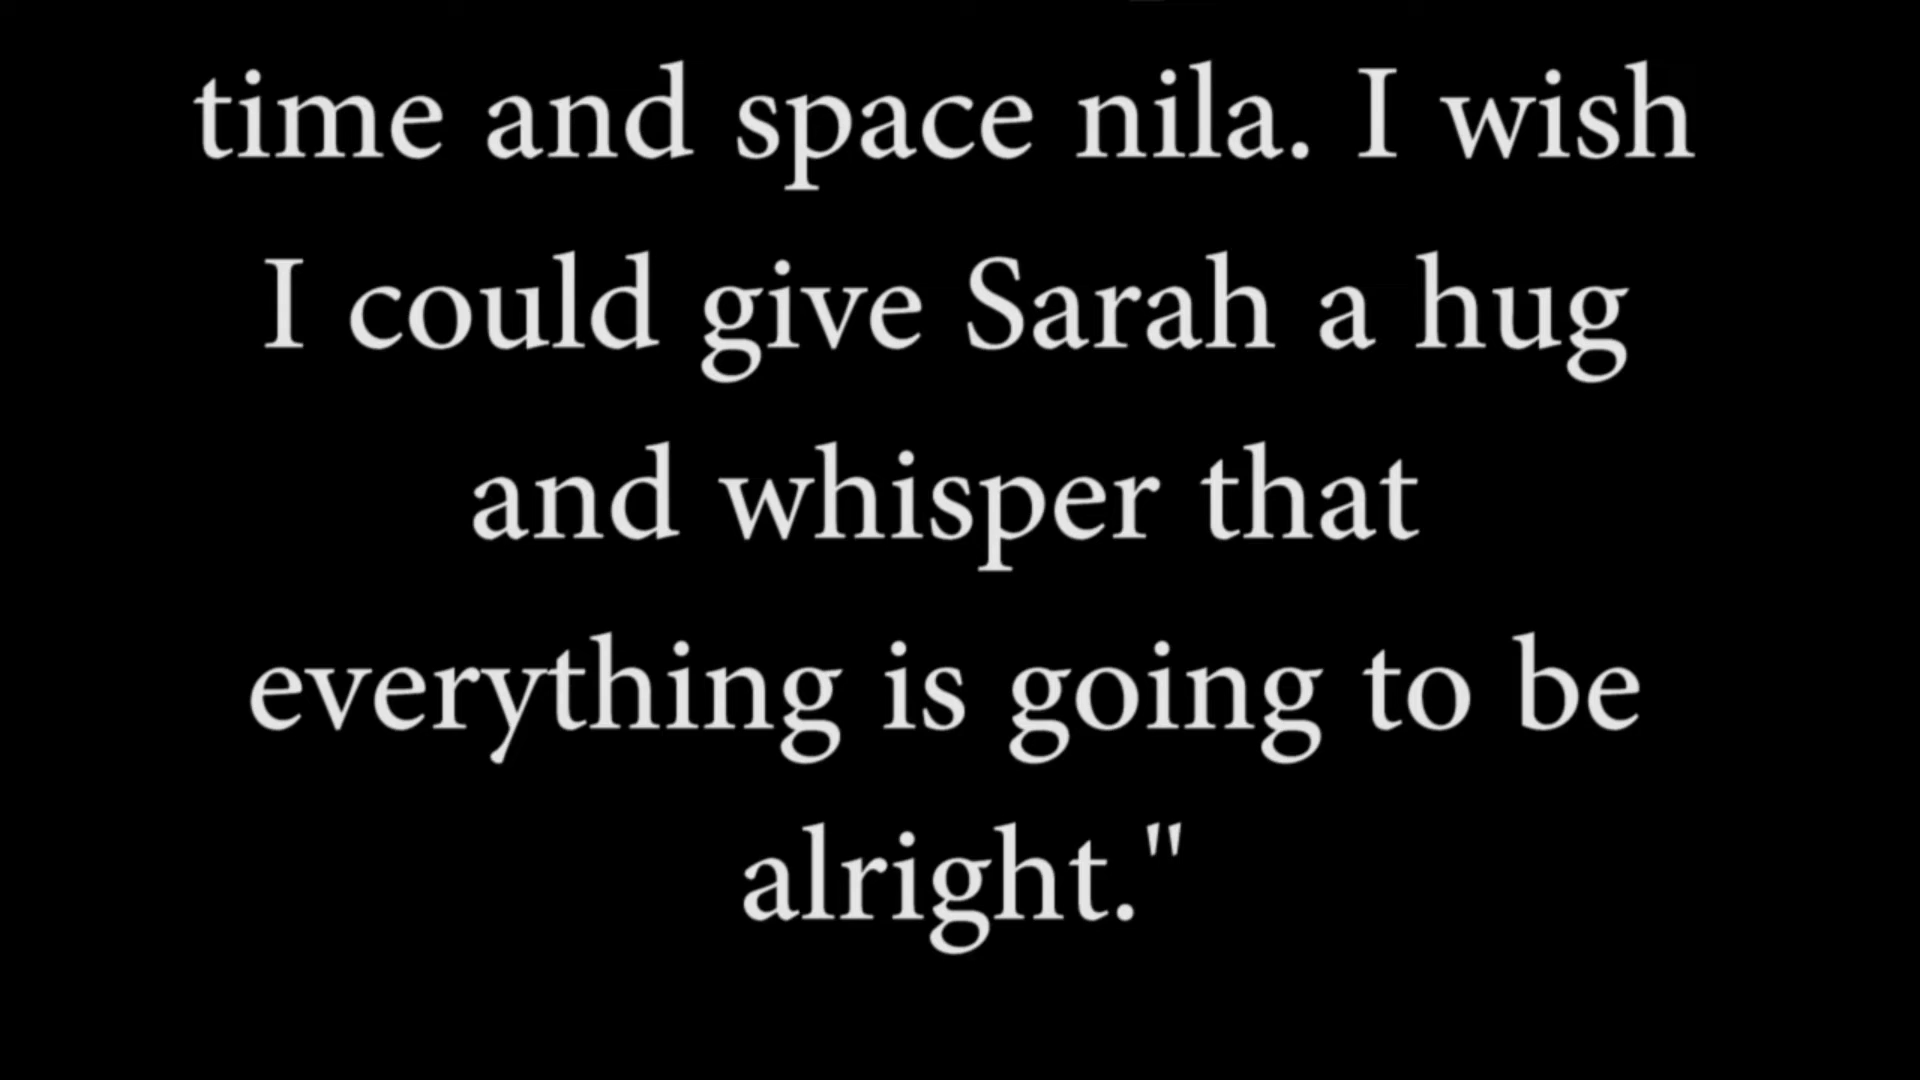 time and space nila. I wish
I could give Sarah a hug
and whisper that
everything is going to be
alright."